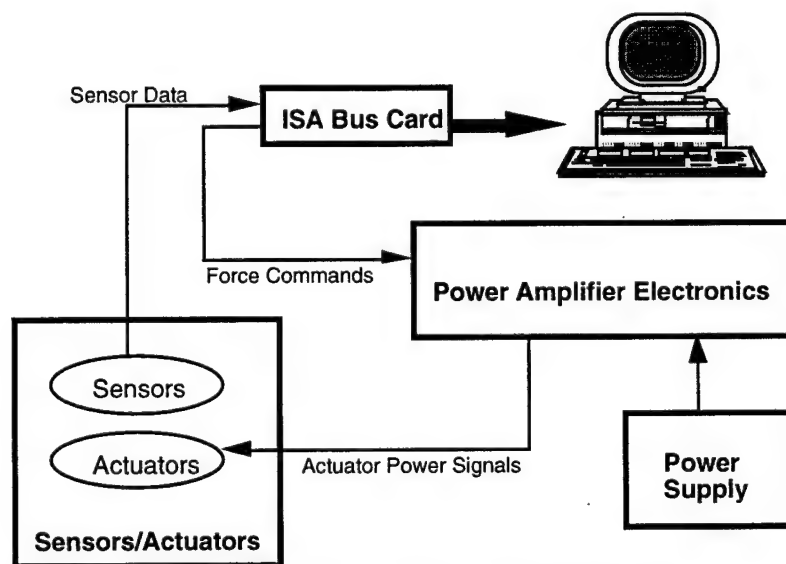 Sensor Data
ISA Bus Card
Force Commands
Power Amplifier Electronics
Sensors
Actuators
Actuator Power Signals
Power
Supply
Sensors/Actuators